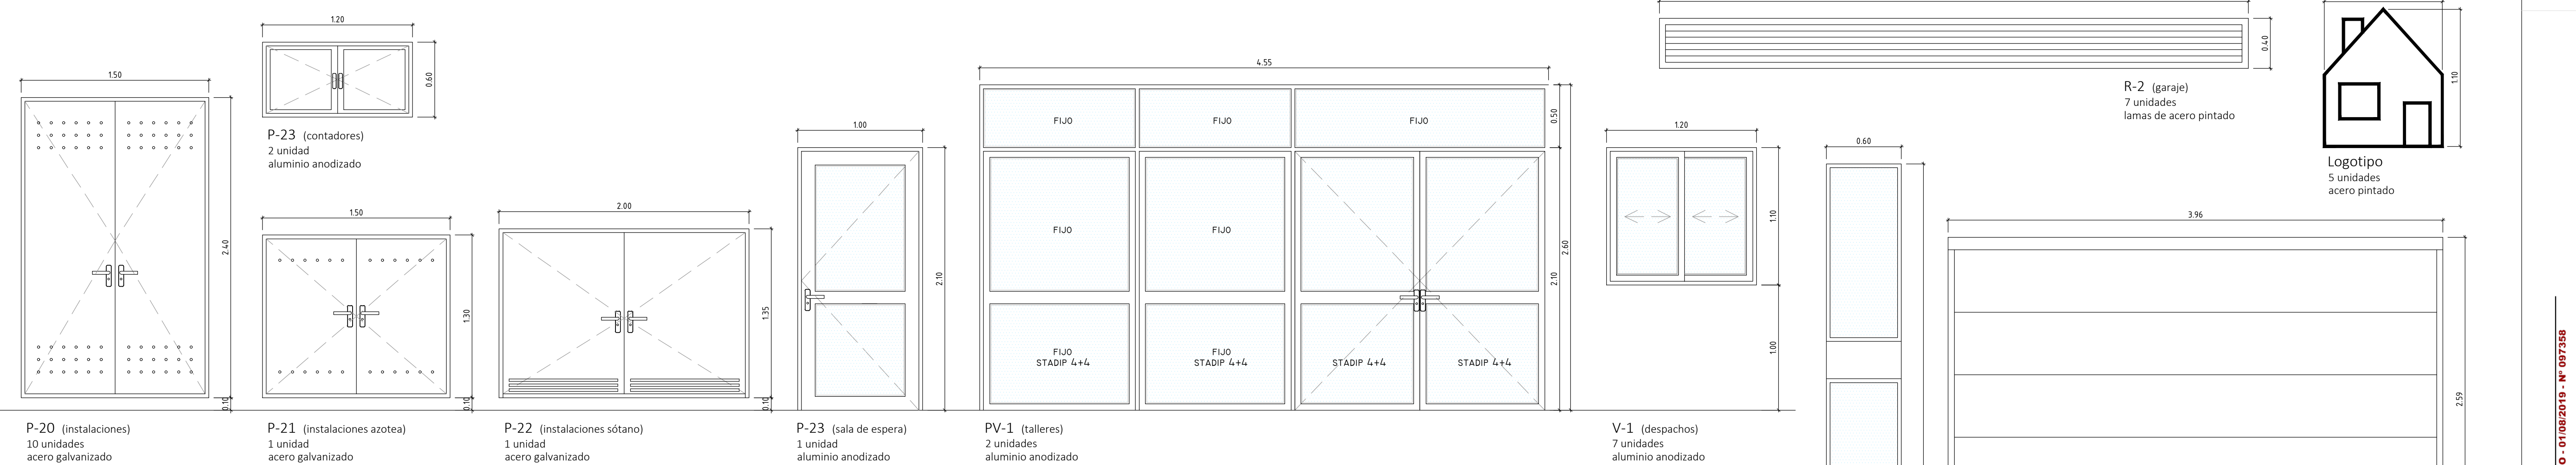 1.50
2.40
0.10
P-20 (instalaciones)
10 unidades
acero galvanizado
1.20
0.60
P-23 (contadores)
2 unidad
aluminio anodizado
1.50
1.30
0.10
P-21 (instalaciones azotea)
1 unidad
acero galvanizado
2.00
1.35
0.10
P-22 (instalaciones sótano)
1 unidad
acero galvanizado
1.00
2.10
P-23 (sala de espera)
1 unidad
aluminio anodizado
4.55
FIJO
FIJO
FIJO
0.50
FIJO
FIJO
2.60
2.10
FIJO
STADIP 4+4
FIJO
STADIP 4+4
STADIP 4+4
STADIP 4+4
PV-1 (talleres)
2 unidades
aluminio anodizado
1.20
1.10
1.00
V-1 (despachos)
7 unidades
aluminio anodizado
0.60
0.40
R-2 (garaje)
7 unidades
lamas de acero pintado
1.10
Logotipo
5 unidades
acero pintado
3.96
2.59
O - 01/08/2019 - Nº 097358